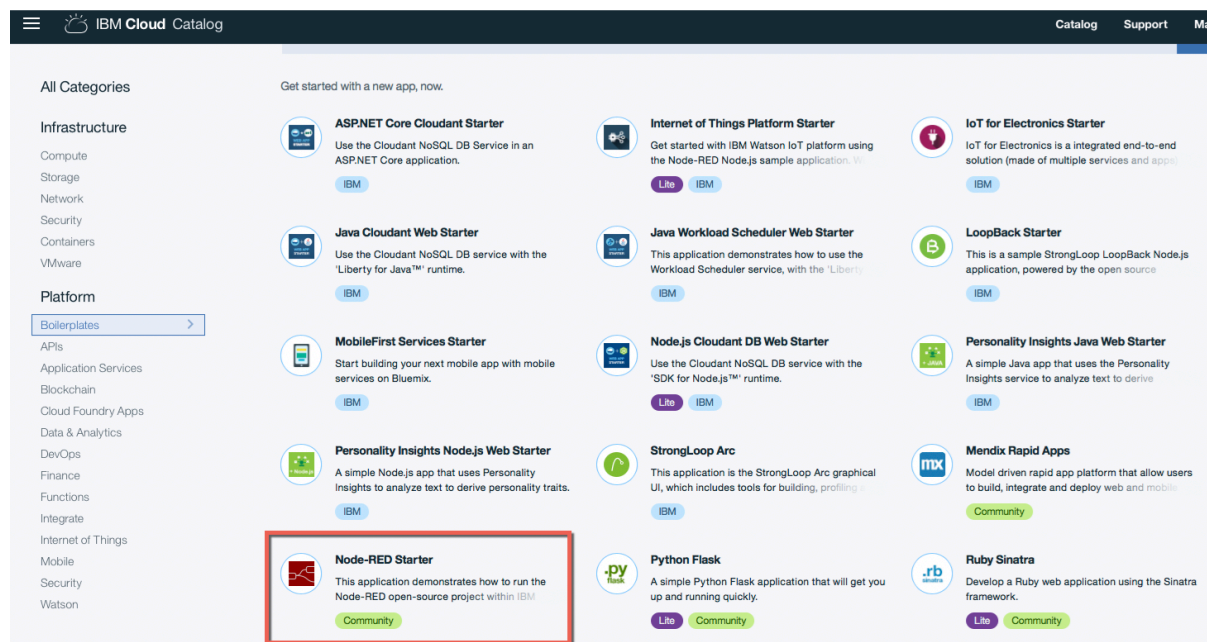 IBM Cloud Catalog
Catalog Support
All Categories
Infrastructure
Compute
Storage
Network
Security
Containers
VMware
Platform
Boilerplates
APIs
Application Services
Blockchain
Cloud Foundry Apps
Data & Analytics
DevOps
Finance
Functions
Integrate
Internet of Things
Mobile
Security
Watson
Get started with a new app, now.
ASP.NET Core Cloudant Starter
Use the Cloudant NoSQL DB Service in an
ASP.NET Core application.
IBM
Internet of Things Platform Starter
Get started with IBM Watson IoT platform using
the Node-RED Node.js sample application. W
Lite IBM
IoT for Electronics Starter
IoT for Electronics is a integrated end-to-end
solution (made of multiple services and apps)
IBM
Java Cloudant Web Starter
Use the Cloudant NoSQL DB service with the
'Liberty for Java™' runtime.
IBM
Java Workload Scheduler Web Starter
This application demonstrates how to use the
Workload Scheduler service, with the 'Liberty
IBM
LoopBack Starter
This is a sample StrongLoop LoopBack Node.js
application, powered by the open source
IBM
MobileFirst Services Starter
Start building your next mobile app with mobile
services on Bluemix.
IBM
Node.js Cloudant DB Web Starter
Use the Cloudant NoSQL DB service with the
'SDK for Node.js™' runtime.
Lite IBM
+ JAVA
Personality Insights Java Web Starter
A simple Java app that uses the Personality
Insights service to analyze text to derive
IBM
Personality Insights Node.js Web Starter
A simple Node.js app that uses Personality
Insights to analyze text to derive personality traits.
IBM
StrongLoop Arc
This application is the StrongLoop Arc graphical
UI, which includes tools for building, profiling
IBM
mx
Mendix Rapid Apps
Model driven rapid app platform that allow users
to build, integrate and deploy web and mobile
Community
Node-RED Starter
This application demonstrates how to run the
Node-RED open-source project within IBM
Community
.py
flask
Python Flask
A simple Python Flask application that will get you
up and running quickly.
Lite Community
.rb
sinatra
Ruby Sinatra
Develop a Ruby web application using the Sinatra
framework.
Lite Community